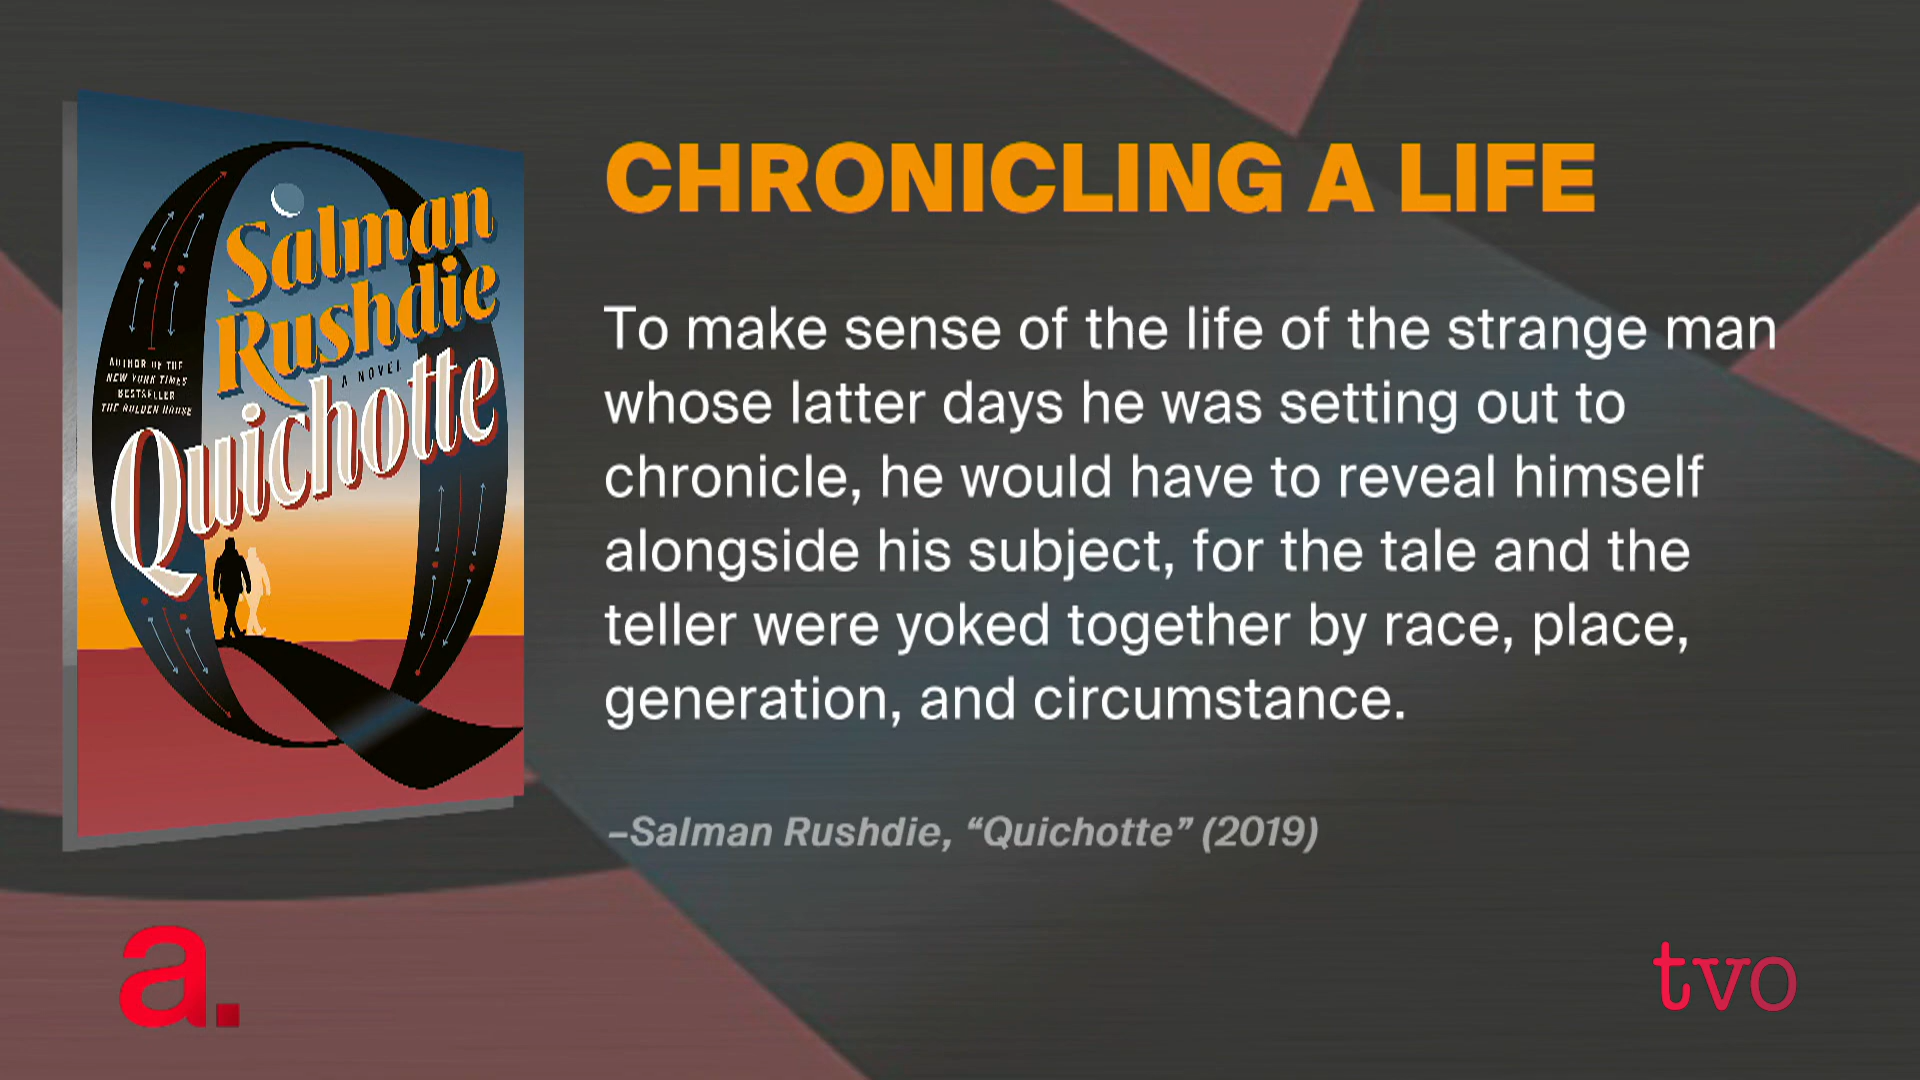 Salman
Rushdie
A NOVEL
AUTHOR OF THE
NEW YORK TIMES
BESTSELLER
THE GOLDEN HOUSE
Quichotte
CHRONICLING A LIFE
To make sense of the life of the strange man
whose latter days he was setting out to
chronicle, he would have to reveal himself
alongside his subject, for the tale and the
teller were yoked together by race, place,
generation, and circumstance.
–Salman Rushdie, “Quichotte” (2019)
a.
tvo